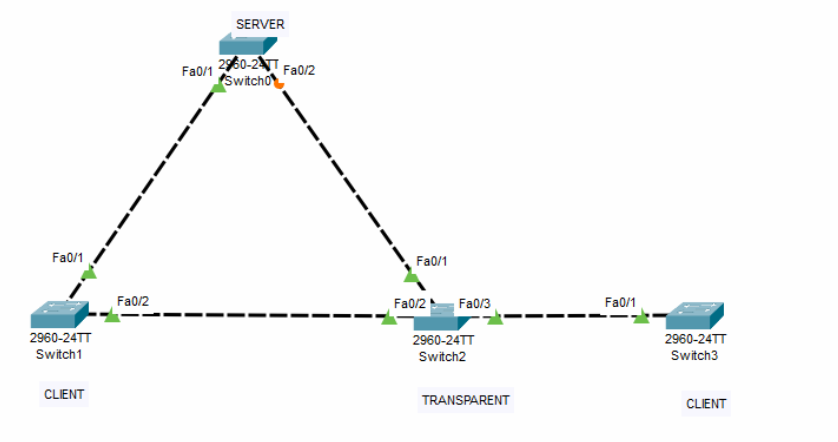 SERVER
2960-24TT
Switch0
Fa0/1
Fa0/2
Fa0/1
Fa0/1
Fa0/2
Fa0/2
Fa0/3
Fa0/1
2960-24TT
Switch1
2960-24TT
Switch2
2960-24TT
Switch3
CLIENT
TRANSPARENT
CLIENT